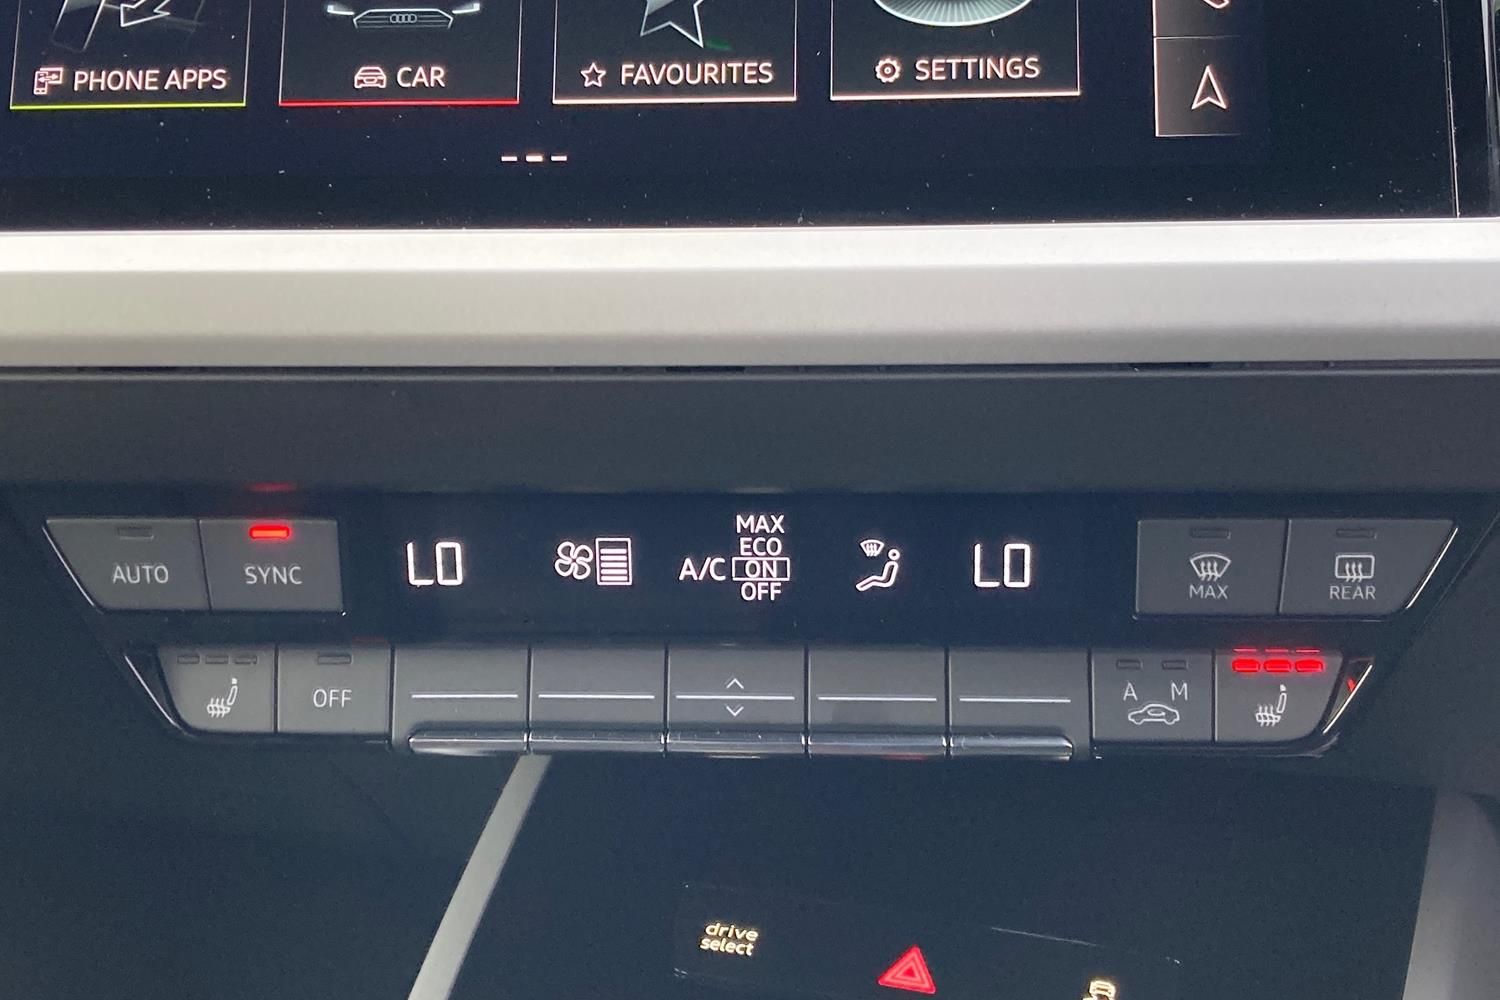 PHONE APPS
CAR
FAVOURITES
SETTINGS
AUTO
SYNC
LO
A/C
MAX
ECO
ON
OFF
LO
MAX
REAR
OFF
A M
drive
select